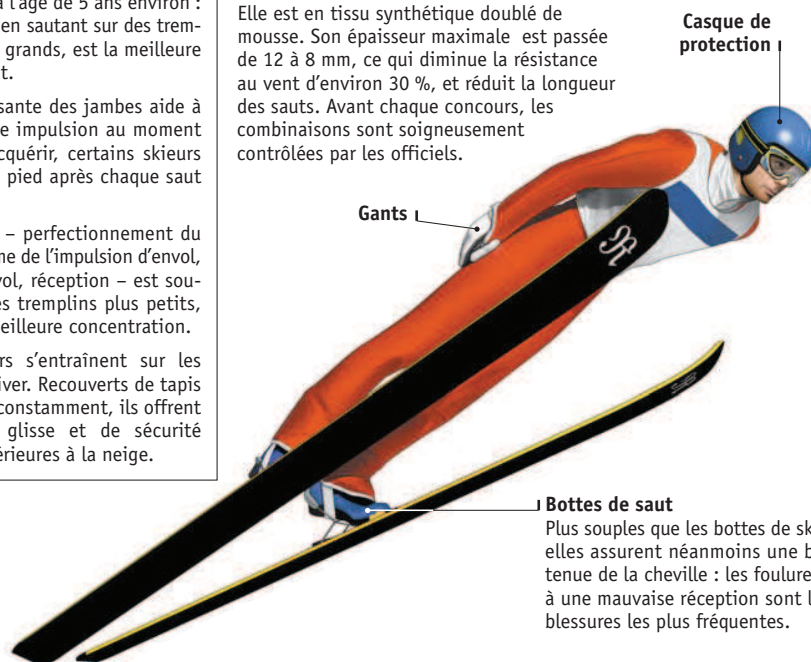 à l'âge de 5 ans environ :
en sautant sur des trem-
grands, est la meilleure
t.
sante des jambes aide à
e impulsion au moment
cquérir, certains skieurs
pied après chaque saut
– perfectionnement du
me de l'impulsion d'envol,
vol, réception – est sou-
es tremplins plus petits,
eilleure concentration.
rs s'entraînent sur les
iver. Recouverts de tapis
constamment, ils offrent
glisse et de sécurité
érieures à la neige.
Elle est en tissu synthétique doublé de
mousse. Son épaisseur maximale est passée
de 12 à 8 mm, ce qui diminue la résistance
au vent d'environ 30 %, et réduit la longueur
des sauts. Avant chaque concours, les
combinaisons sont soigneusement
contrôlées par les officiels.
Casque de
protection
Gants
Bottes de saut
Plus souples que les bottes de sk
elles assurent néanmoins une b
tenue de la cheville : les foulure
à une mauvaise réception sont l
blessures les plus fréquentes.